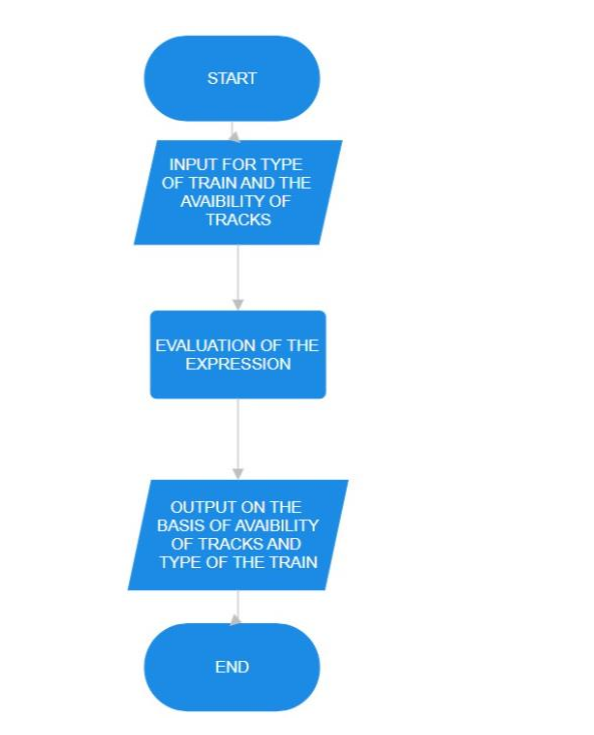 START
INPUT FOR TYPE
OF TRAIN AND THE
AVAIBILITY OF
TRACKS
EVALUATION OF THE
EXPRESSION
OUTPUT ON THE
BASIS OF AVAIBILITY
OF TRACKS AND
TYPE OF THE TRAIN
END